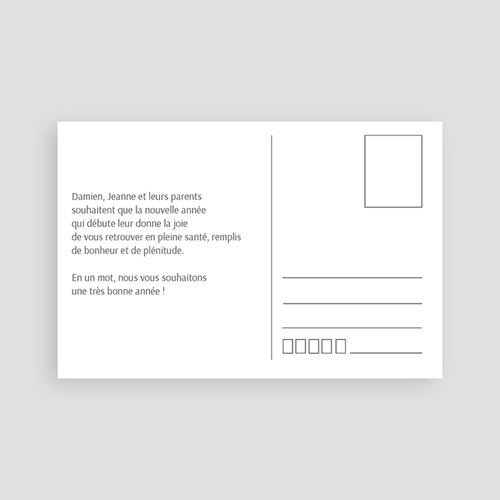 Damien, Jeanne et leurs parents
souhaitent que la nouvelle année
qui débute leur donne la joie
de vous retrouver en pleine santé, remplis
de bonheur et de plénitude.
En un mot, nous vous souhaitons
une très bonne année !